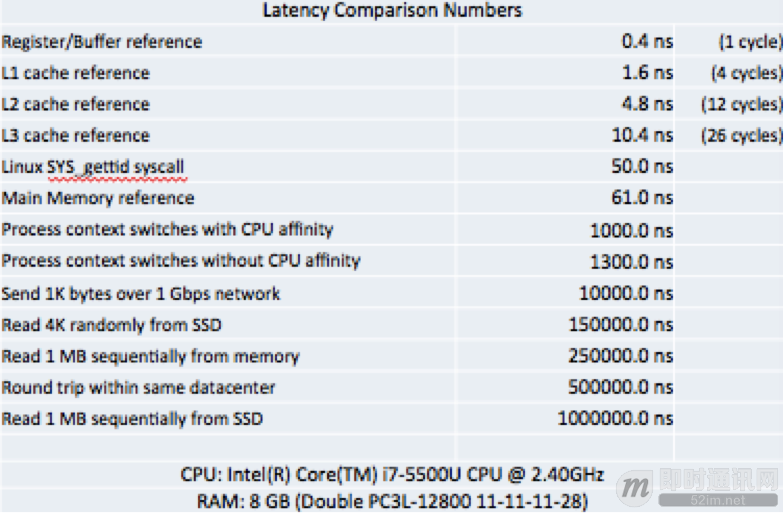 Latency Comparison Numbers
Register/Buffer reference 0.4 ns (1 cycle)
L1 cache reference 1.6 ns (4 cycles)
L2 cache reference 4.8 ns (12 cycles)
L3 cache reference 10.4 ns (26 cycles)
Linux SYS_gettid syscall 50.0 ns
Main Memory reference 61.0 ns
Process context switches with CPU affinity 1000.0 ns
Process context switches without CPU affinity 1300.0 ns
Send 1K bytes over 1 Gbps network 10000.0 ns
Read 4K randomly from SSD 150000.0 ns
Read 1 MB sequentially from memory 250000.0 ns
Round trip within same datacenter 500000.0 ns
Read 1 MB sequentially from SSD 1000000.0 ns
CPU: Intel(R) Core(TM) i7-5500U CPU @ 2.40GHz
RAM: 8 GB (Double PC3L-12800 11-11-11-28)
m 即时通讯网
52im.net